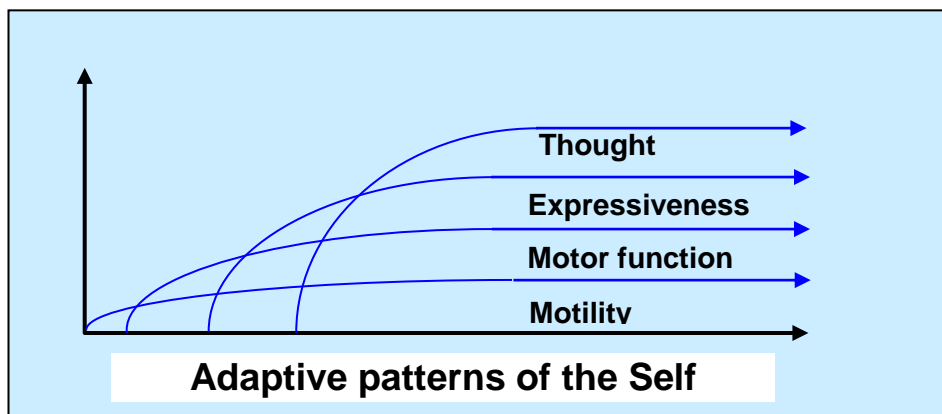 Thought
Expressiveness
Motor function
Motility
Adaptive patterns of the Self